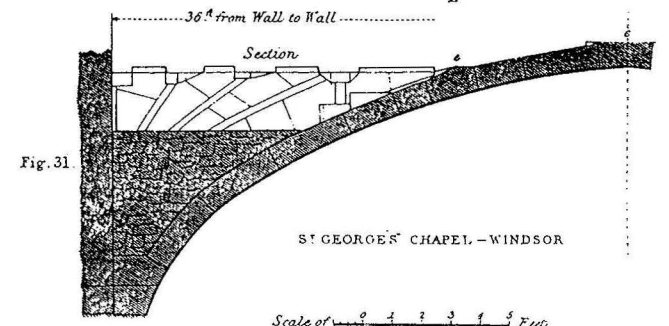 36 ft from Wall to Wall
Section
e
c
Fig. 31.
ST GEORGE'S CHAPEL – WINDSOR
Scale of 0 1 2 3 4 5 Feet